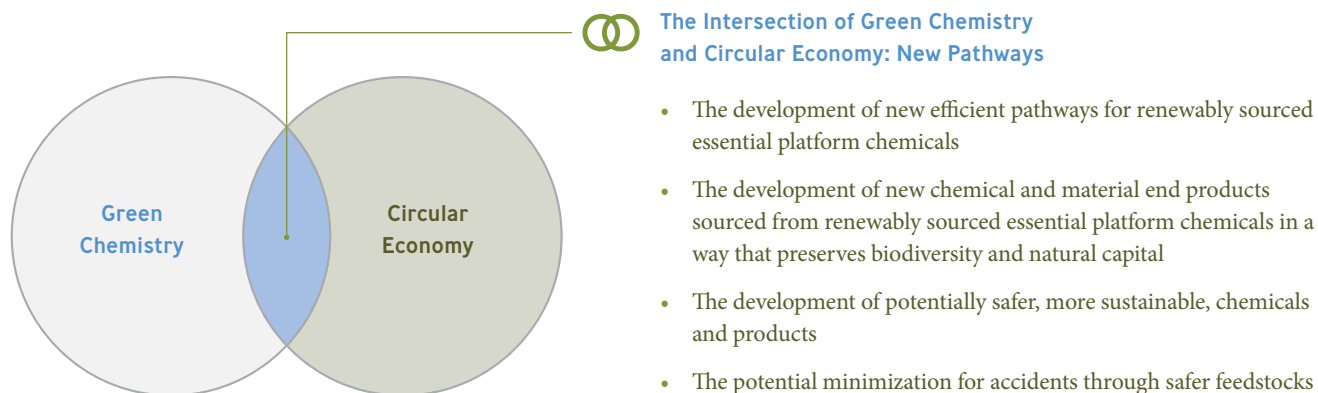 The Intersection of Green Chemistry
and Circular Economy: New Pathways
• The development of new efficient pathways for renewably sourced
essential platform chemicals
• The development of new chemical and material end products
sourced from renewably sourced essential platform chemicals in a
way that preserves biodiversity and natural capital
• The development of potentially safer, more sustainable, chemicals
and products
• The potential minimization for accidents through safer feedstocks
Green
Chemistry
Circular
Economy